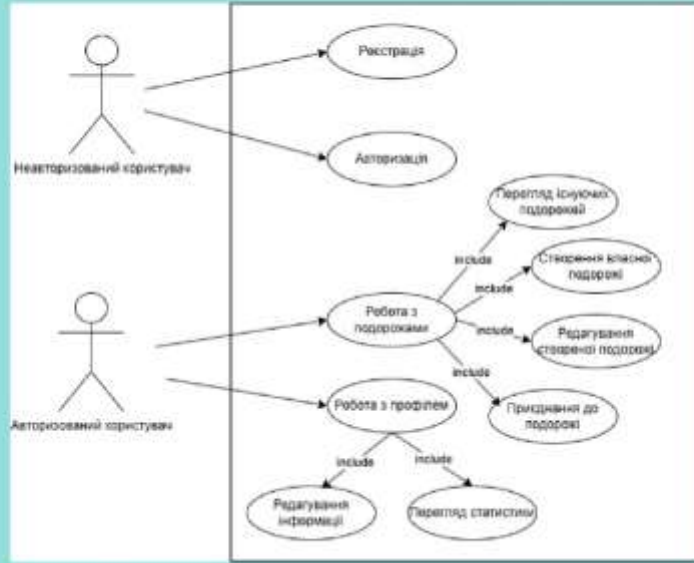 Реєстрація
Неавторизований користувач
Авторизація
Перегляд існуючих
подорожей
include
Створення власної
подорожі
include
Робота з
подорожами
include
Редагування
створеної подорожі
include
Авторизований користувач
Робота з профілем
Приєднання до
подорожі
include
include
Редагування
інформації
Перегляд статистики